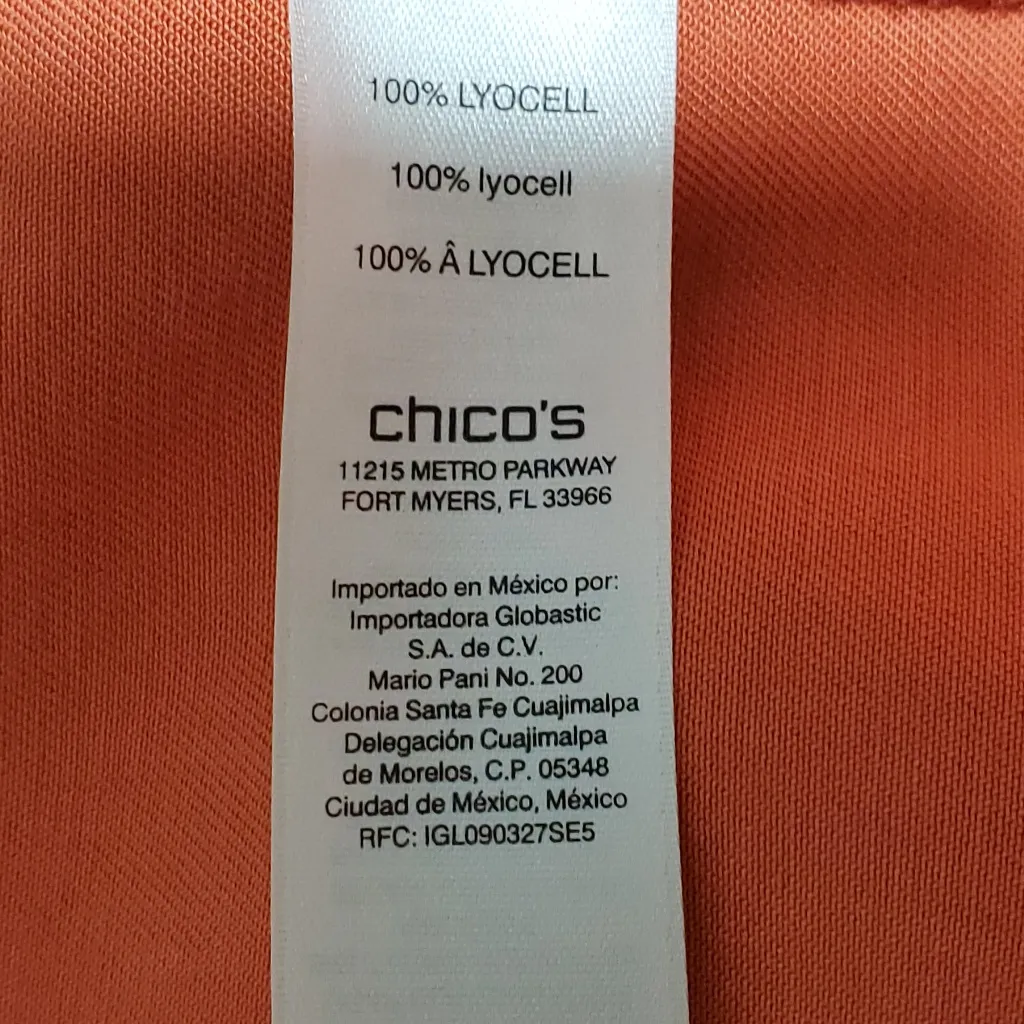 100% LYOCELL
100% lyocell
100% Â LYOCELL
chico's
11215 METRO PARKWAY
FORT MYERS, FL 33966
Importado en México por:
Importadora Globastic
S.A. de C.V.
Mario Pani No. 200
Colonia Santa Fe Cuajimalpa
Delegación Cuajimalpa
de Morelos, C.P. 05348
Ciudad de México, México
RFC: IGL090327SE5